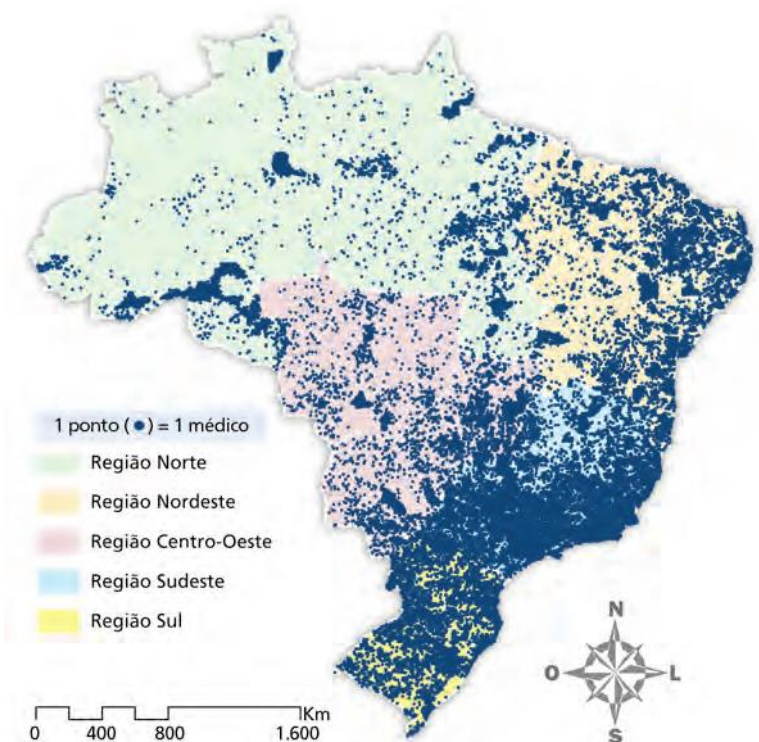 1 ponto (•) = 1 médico
Região Norte
Região Nordeste
Região Centro-Oeste
Região Sudeste
Região Sul
N
O L
S
Km
0 400 800 1.600